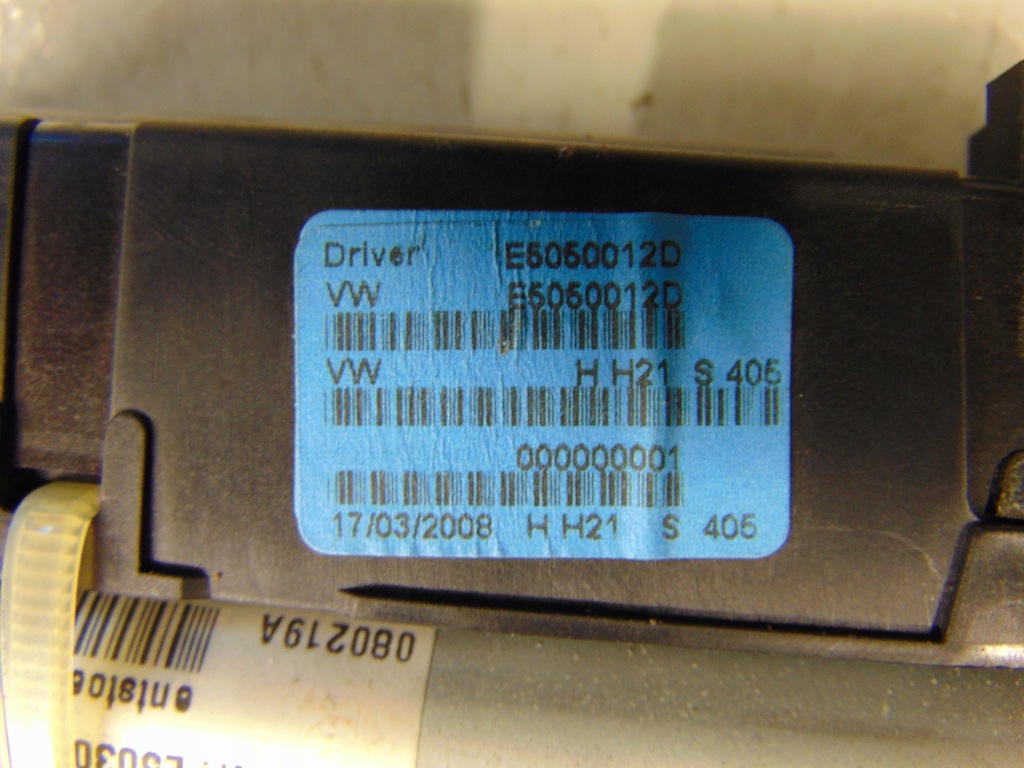 Driver E5050012D
VW E5050012D
VW H H21 S 405
000000001
17/03/2008 H H21 S 405
080219A